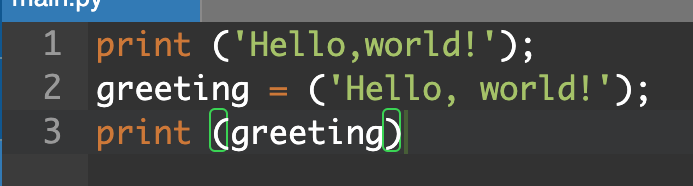 main.py
1 print ('Hello,world!');
2 greeting = ('Hello, world!');
3 print (greeting)